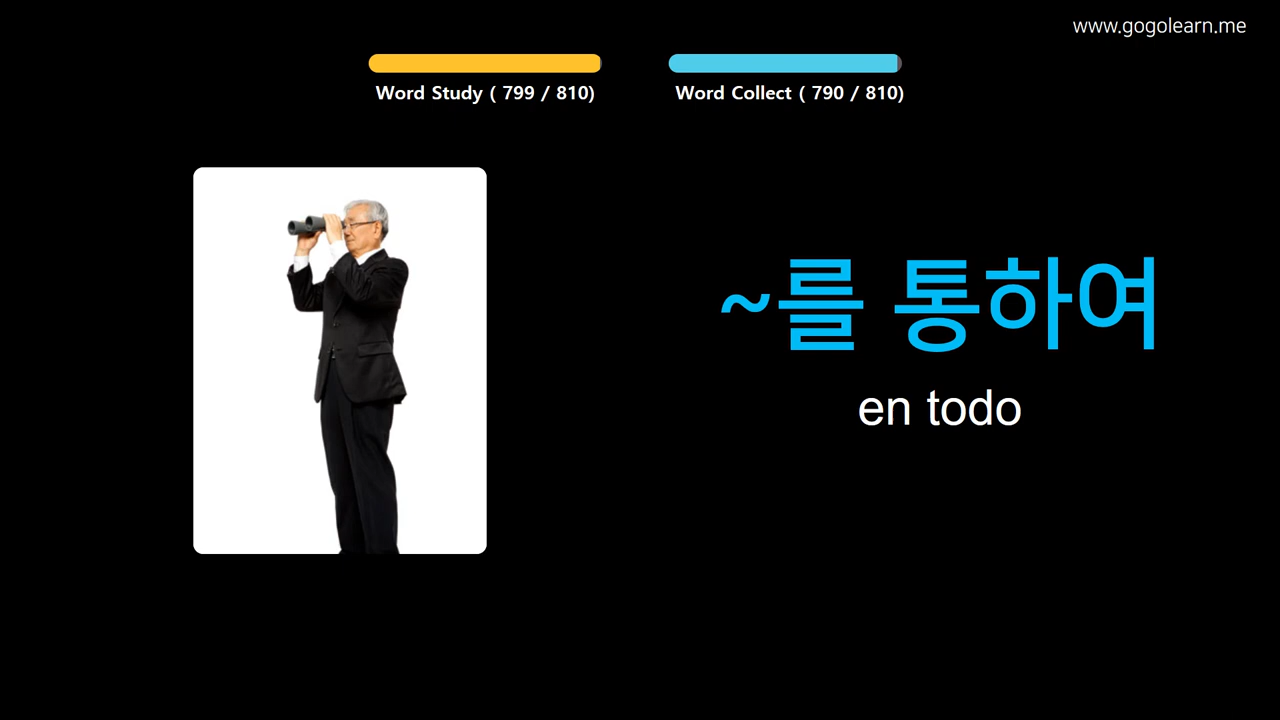 www.gogolearn.me
Word Study ( 799 / 810)
Word Collect ( 790 / 810)
~를 통하여
en todo